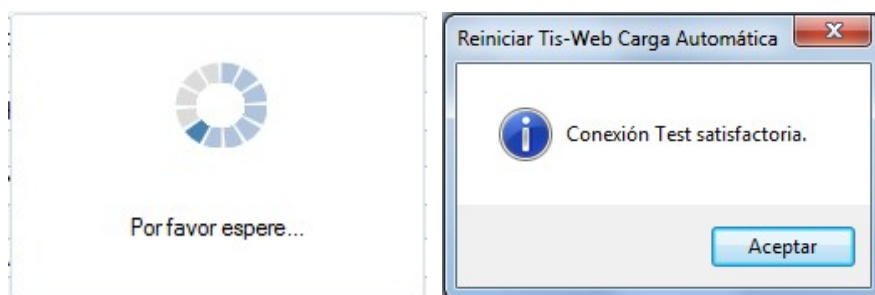 Por favor espere...
Reiniciar Tis-Web Carga Automática
Conexión Test satisfactoria.
Aceptar